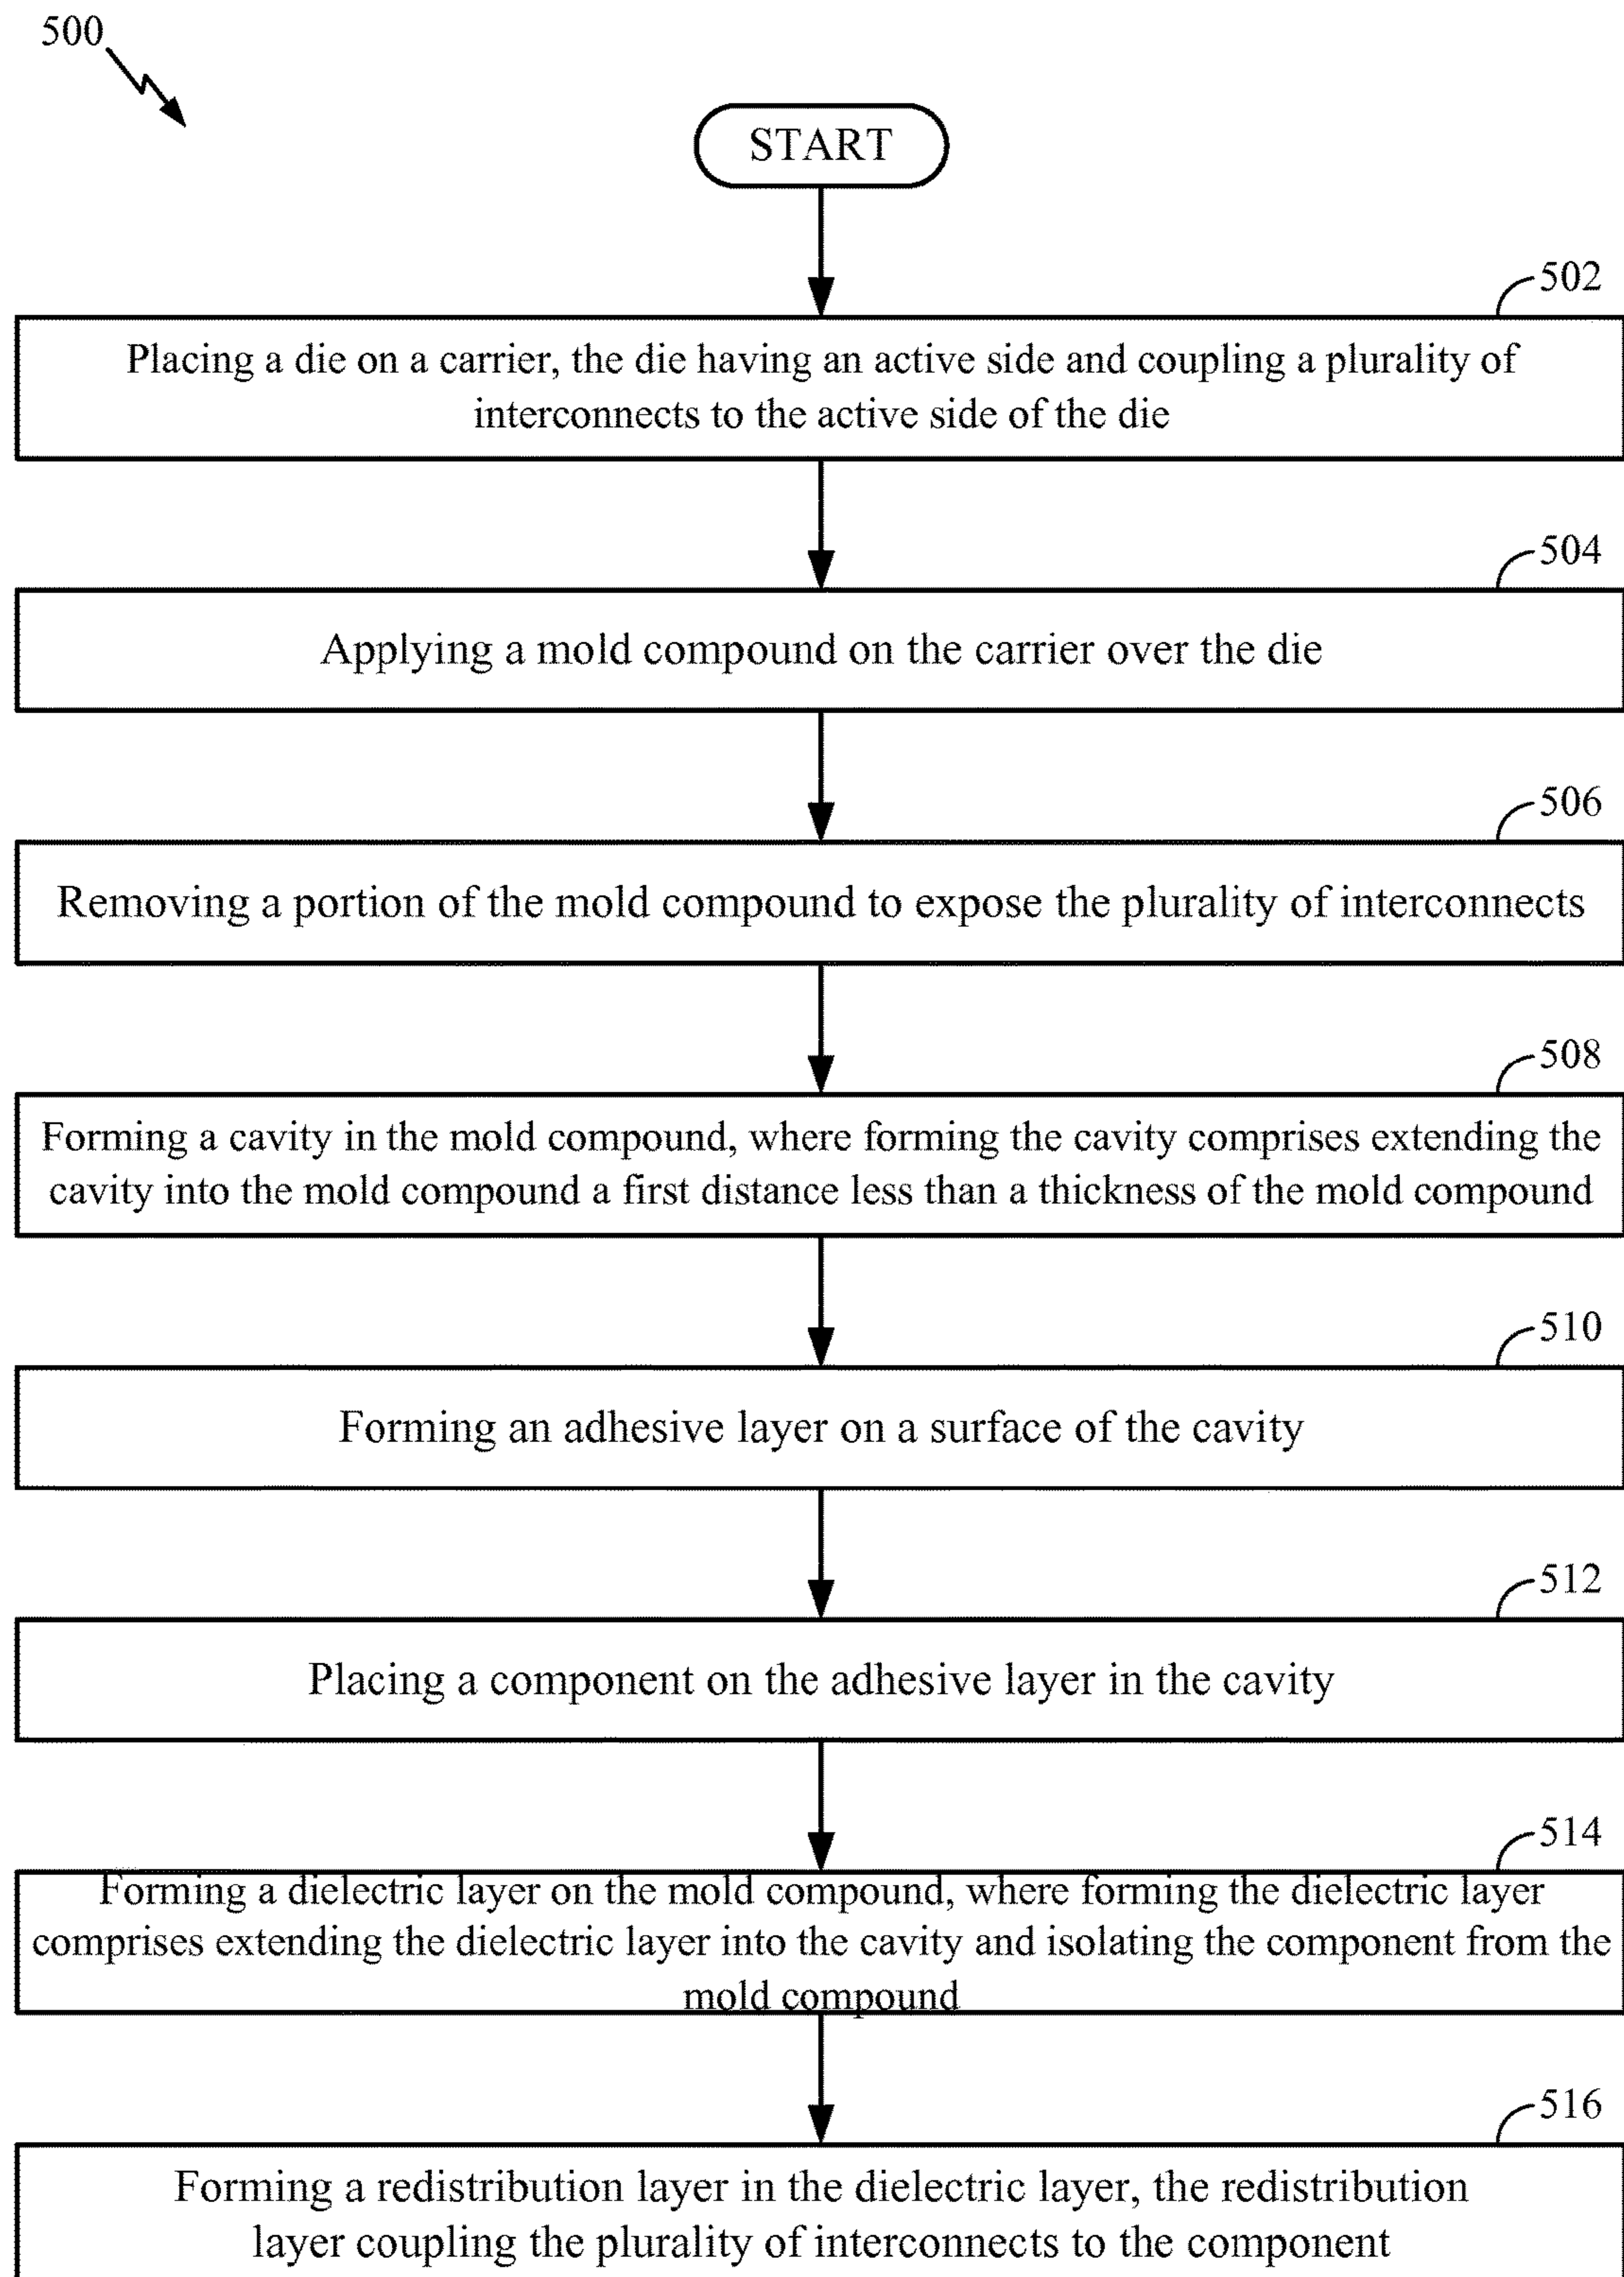 500
START
502
Placing a die on a carrier, the die having an active side and coupling a plurality of
interconnects to the active side of the die
504
Applying a mold compound on the carrier over the die
506
Removing a portion of the mold compound to expose the plurality of interconnects
508
Forming a cavity in the mold compound, where forming the cavity comprises extending the
cavity into the mold compound a first distance less than a thickness of the mold compound
510
Forming an adhesive layer on a surface of the cavity
512
Placing a component on the adhesive layer in the cavity
514
Forming a dielectric layer on the mold compound, where forming the dielectric layer
comprises extending the dielectric layer into the cavity and isolating the component from the
mold compound
516
Forming a redistribution layer in the dielectric layer, the redistribution
layer coupling the plurality of interconnects to the component